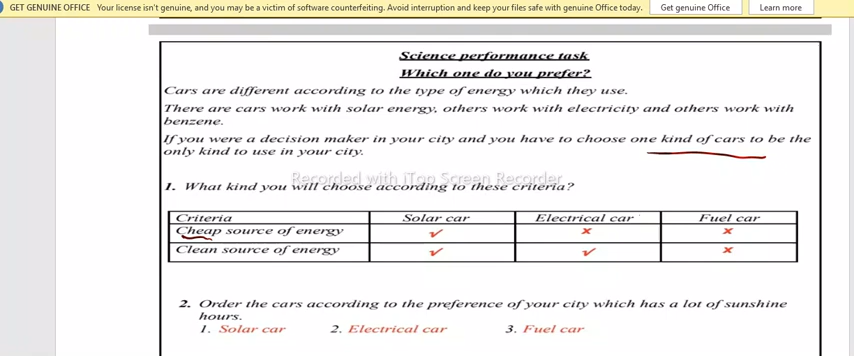 GET GENUINE OFFICE Your license isn't genuine, and you may be a victim of software counterfeiting. Avoid interruption and keep your files safe with genuine Office today. Get genuine Office Learn more
Science performance task
Which one do you prefer?
Cars are different according to the type of energy which they use.
There are cars work with solar energy, others work with electricity and others work with
benzene.
If you were a decision maker in your city and you have to choose one kind of cars to be the
only kind to use in your city.
Recorded with iTop Screen Recorder
1. What kind you will choose according to these criteria?
Criteria Solar car Electrical car Fuel car
Cheap source of energy ✓ × ×
Clean source of energy ✓ ✓ ×
2. Order the cars according to the preference of your city which has a lot of sunshine
hours.
1. Solar car 2. Electrical car 3. Fuel car